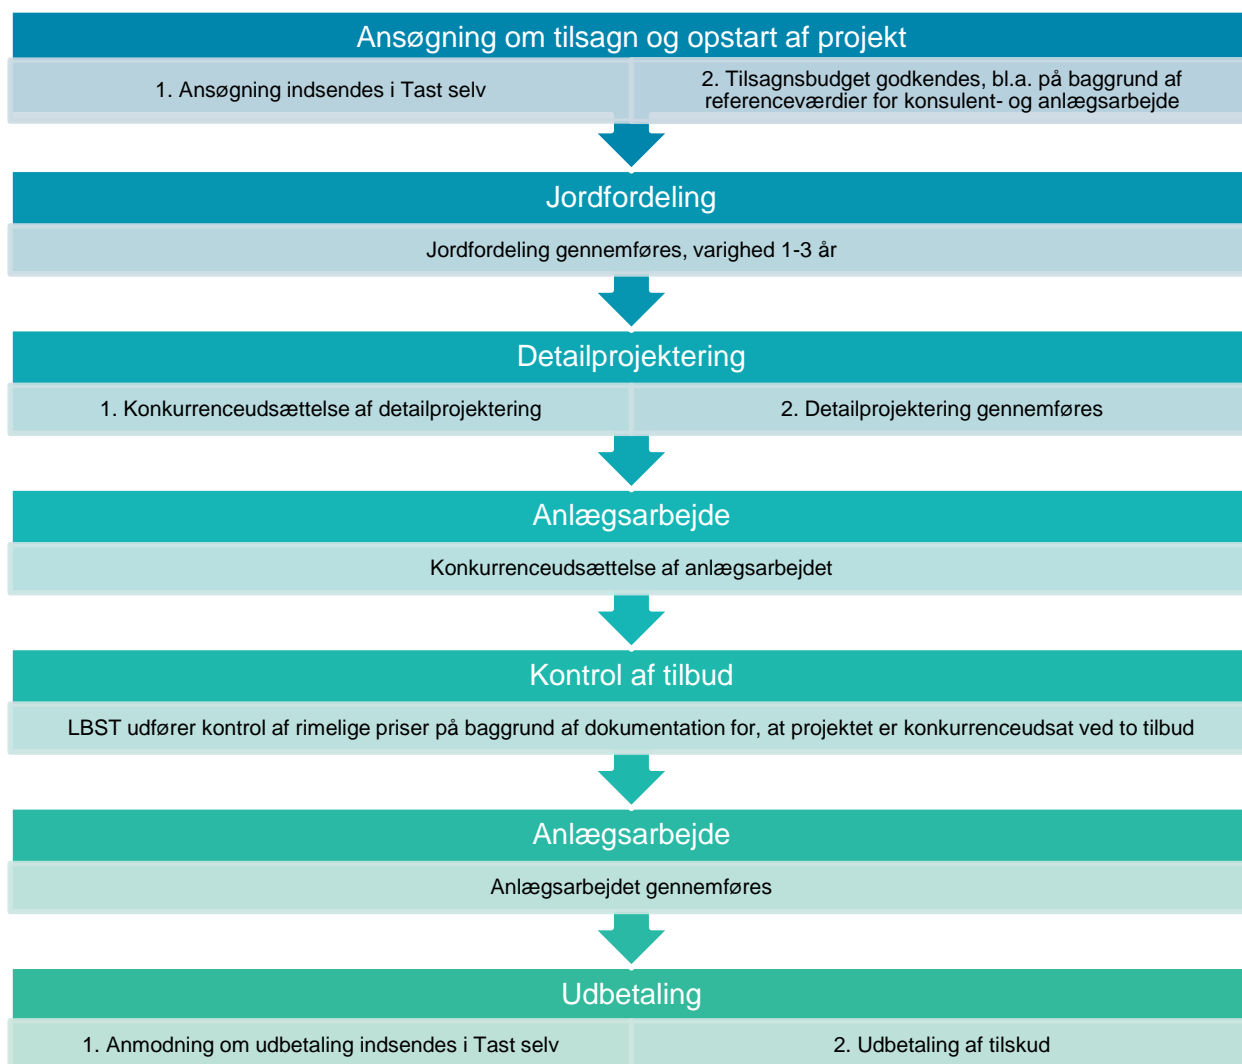 Ansøgning om tilsagn og opstart af projekt
1. Ansøgning indsendes i Tast selv
2. Tilsagnsbudget godkendes, bl.a. på baggrund af
referenceværdier for konsulent- og anlægsarbejde
Jordfordeling
Jordfordeling gennemføres, varighed 1-3 år
Detailprojektering
1. Konkurrenceudsættelse af detailprojektering
2. Detailprojektering gennemføres
Anlægsarbejde
Konkurrenceudsættelse af anlægsarbejdet
Kontrol af tilbud
LBST udfører kontrol af rimelige priser på baggrund af dokumentation for, at projektet er konkurrenceudsat ved to tilbud
Anlægsarbejde
Anlægsarbejdet gennemføres
Udbetaling
1. Anmodning om udbetaling indsendes i Tast selv
2. Udbetaling af tilskud